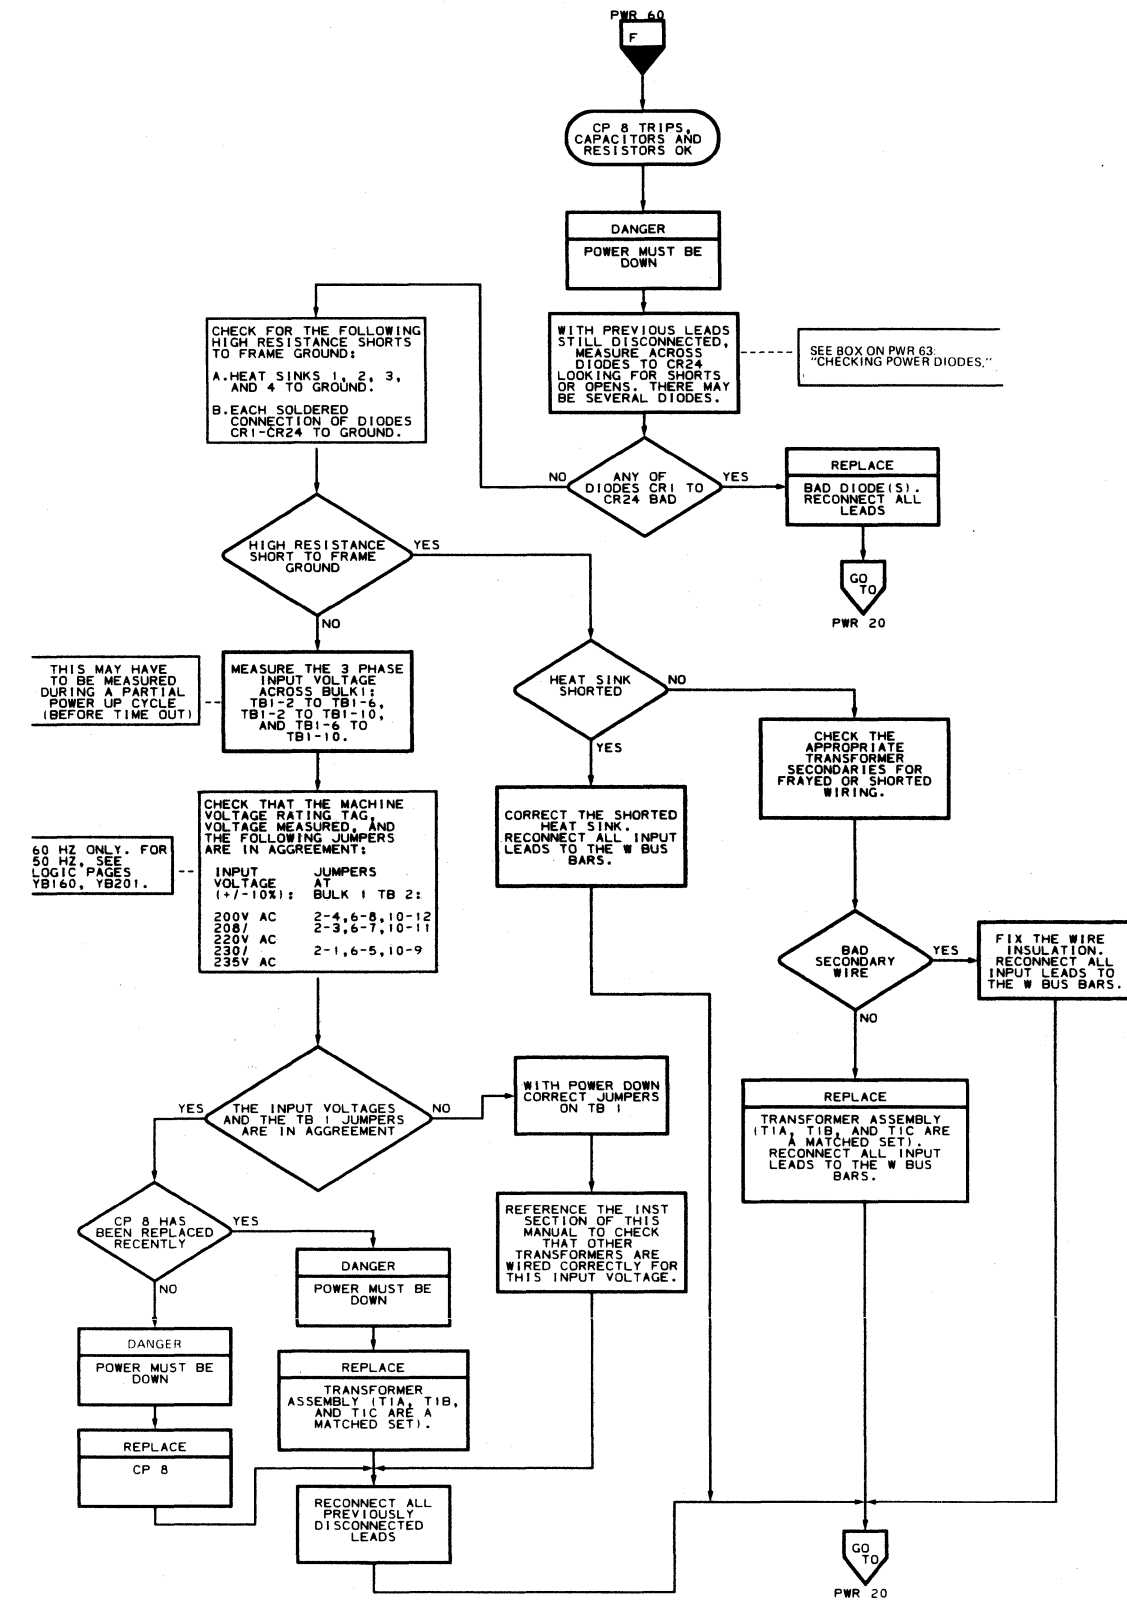 PWR 60
F
CP 8 TRIPS,
CAPACITORS AND
RESISTORS OK
DANGER
POWER MUST BE
DOWN
WITH PREVIOUS LEADS
STILL DISCONNECTED,
MEASURE ACROSS
DIODES TO CR24
LOOKING FOR SHORTS
OR OPENS. THERE MAY
BE SEVERAL DIODES.
SEE BOX ON PWR 63:
"CHECKING POWER DIODES."
CHECK FOR THE FOLLOWING
HIGH RESISTANCE SHORTS
TO FRAME GROUND:
A.HEAT SINKS 1, 2, 3,
AND 4 TO GROUND.
B.EACH SOLDERED
CONNECTION OF DIODES
CR1-CR24 TO GROUND.
NO
ANY OF
DIODES CR1 TO
CR24 BAD
YES
REPLACE
BAD DIODE(S).
RECONNECT ALL
LEADS
GO
TO
PWR 20
HIGH RESISTANCE
SHORT TO FRAME
GROUND
YES
NO
THIS MAY HAVE
TO BE MEASURED
DURING A PARTIAL
POWER UP CYCLE
(BEFORE TIME OUT)
MEASURE THE 3 PHASE
INPUT VOLTAGE
ACROSS BULK1:
TB1-2 TO TB1-6,
TB1-2 TO TB1-10,
AND TB1-6 TO
TB1-10.
HEAT SINK
SHORTED
NO
YES
CHECK THE
APPROPRIATE
TRANSFORMER
SECONDARIES FOR
FRAYED OR SHORTED
WIRING.
60 HZ ONLY. FOR
50 HZ, SEE
LOGIC PAGES
YB160, YB201.
CHECK THAT THE MACHINE
VOLTAGE RATING TAG,
VOLTAGE MEASURED, AND
THE FOLLOWING JUMPERS
ARE IN AGGREEMENT:
INPUT JUMPERS
VOLTAGE AT
(+/-10%): BULK 1 TB 2:
200V AC 2-4,6-8,10-12
208/ 2-3,6-7,10-11
220V AC
230/ 2-1,6-5,10-9
235V AC
CORRECT THE SHORTED
HEAT SINK.
RECONNECT ALL INPUT
LEADS TO THE W BUS
BARS.
BAD
SECONDARY
WIRE
YES
NO
FIX THE WIRE
INSULATION.
RECONNECT ALL
INPUT LEADS TO
THE W BUS BARS.
YES
THE INPUT VOLTAGES
AND THE TB 1 JUMPERS
ARE IN AGGREEMENT
NO
WITH POWER DOWN
CORRECT JUMPERS
ON TB 1
REPLACE
TRANSFORMER ASSEMBLY
(T1A, T1B, AND T1C ARE
A MATCHED SET).
RECONNECT ALL INPUT
LEADS TO THE W BUS
BARS.
CP 8 HAS
BEEN REPLACED
RECENTLY
YES
NO
REFERENCE THE INST
SECTION OF THIS
MANUAL TO CHECK
THAT OTHER
TRANSFORMERS ARE
WIRED CORRECTLY FOR
THIS INPUT VOLTAGE.
DANGER
POWER MUST BE
DOWN
DANGER
POWER MUST BE
DOWN
REPLACE
TRANSFORMER
ASSEMBLY (T1A, T1B,
AND T1C ARE A
MATCHED SET).
REPLACE
CP 8
RECONNECT ALL
PREVIOUSLY
DISCONNECTED
LEADS
GO
TO
PWR 20